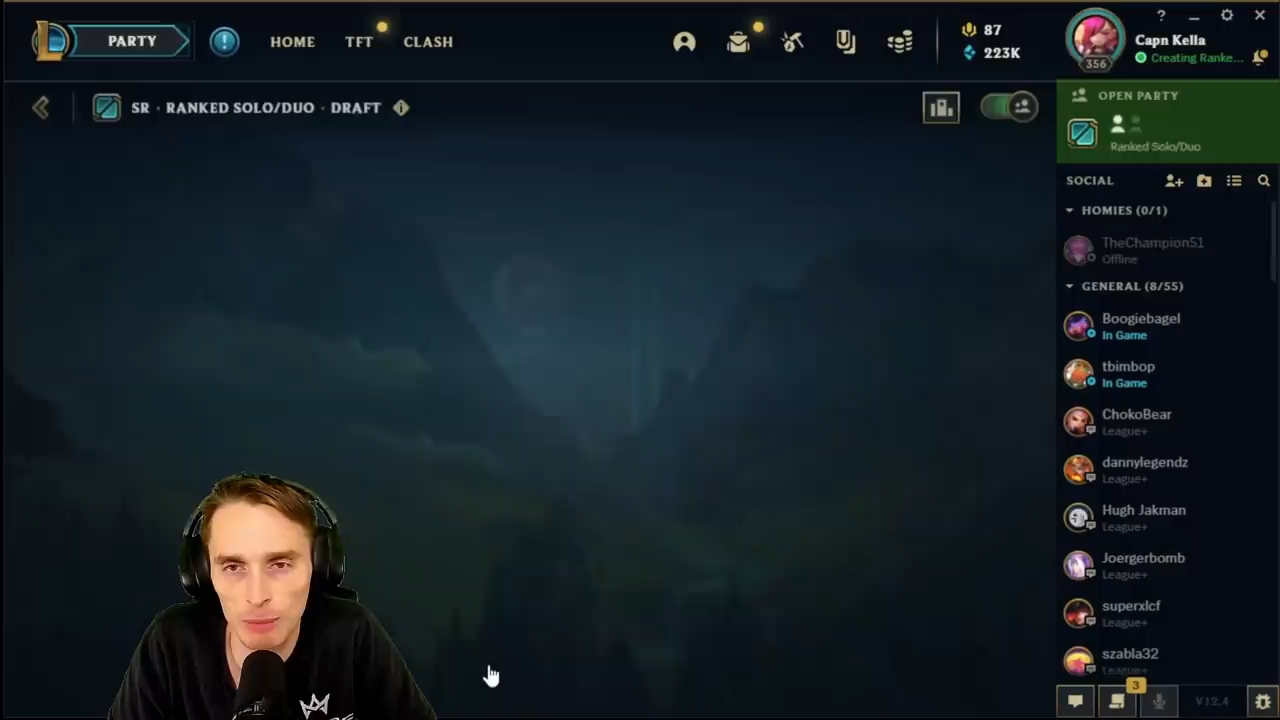 PARTY
HOME
TFT
CLASH
87
223K
356
Capn Kella
Creating Ranke...
SR · RANKED SOLO/DUO · DRAFT
OPEN PARTY
Ranked Solo/Duo
SOCIAL
HOMIES (0/1)
TheChampion51
Offline
GENERAL (8/55)
Boogiebagel
In Game
tbimbop
In Game
ChokoBear
League+
dannylegendz
League+
Hugh Jakman
League+
Joergerbomb
League+
superxlcf
League+
szabla32
League+
3
V12.4